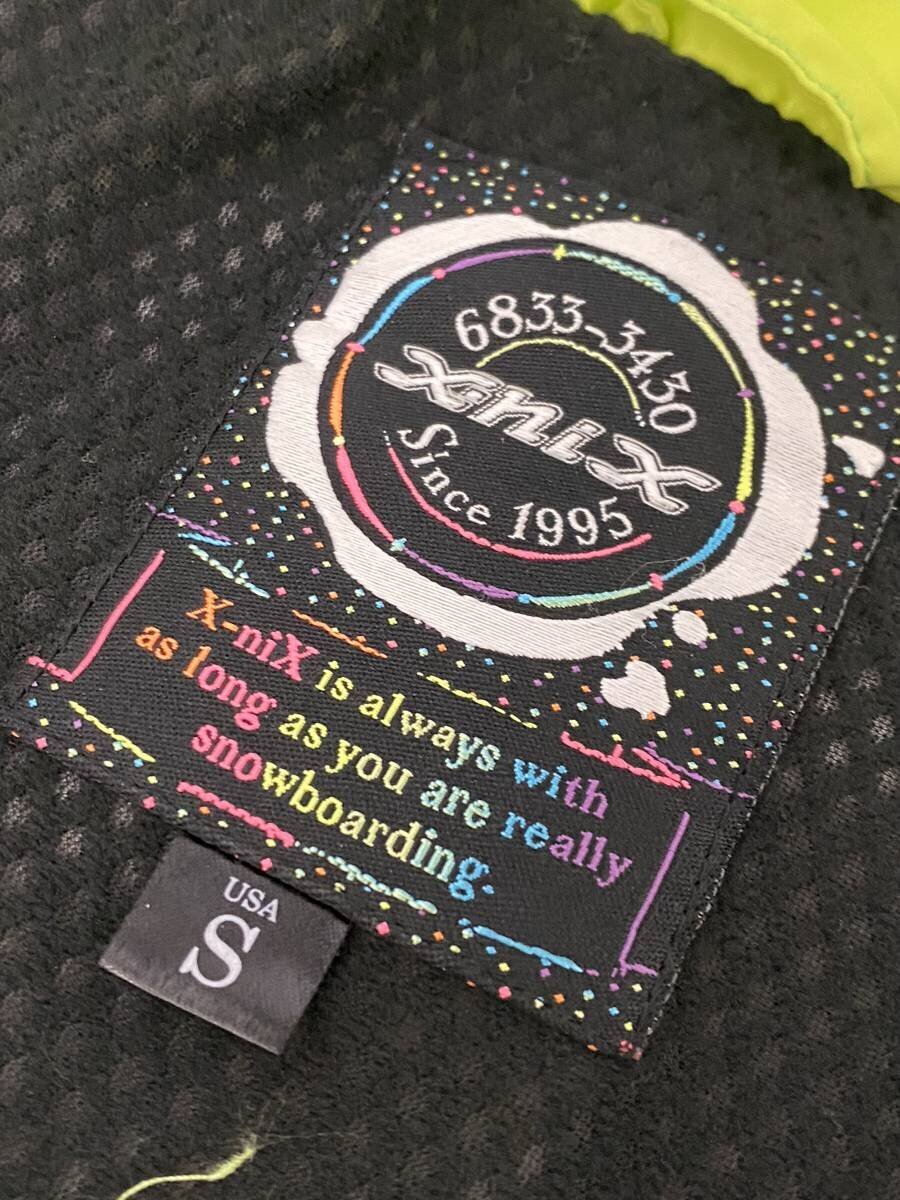 6833-3430
X-niX
Since 1995
X-niX is always with
as long as you are really
snowboarding.
USA
S